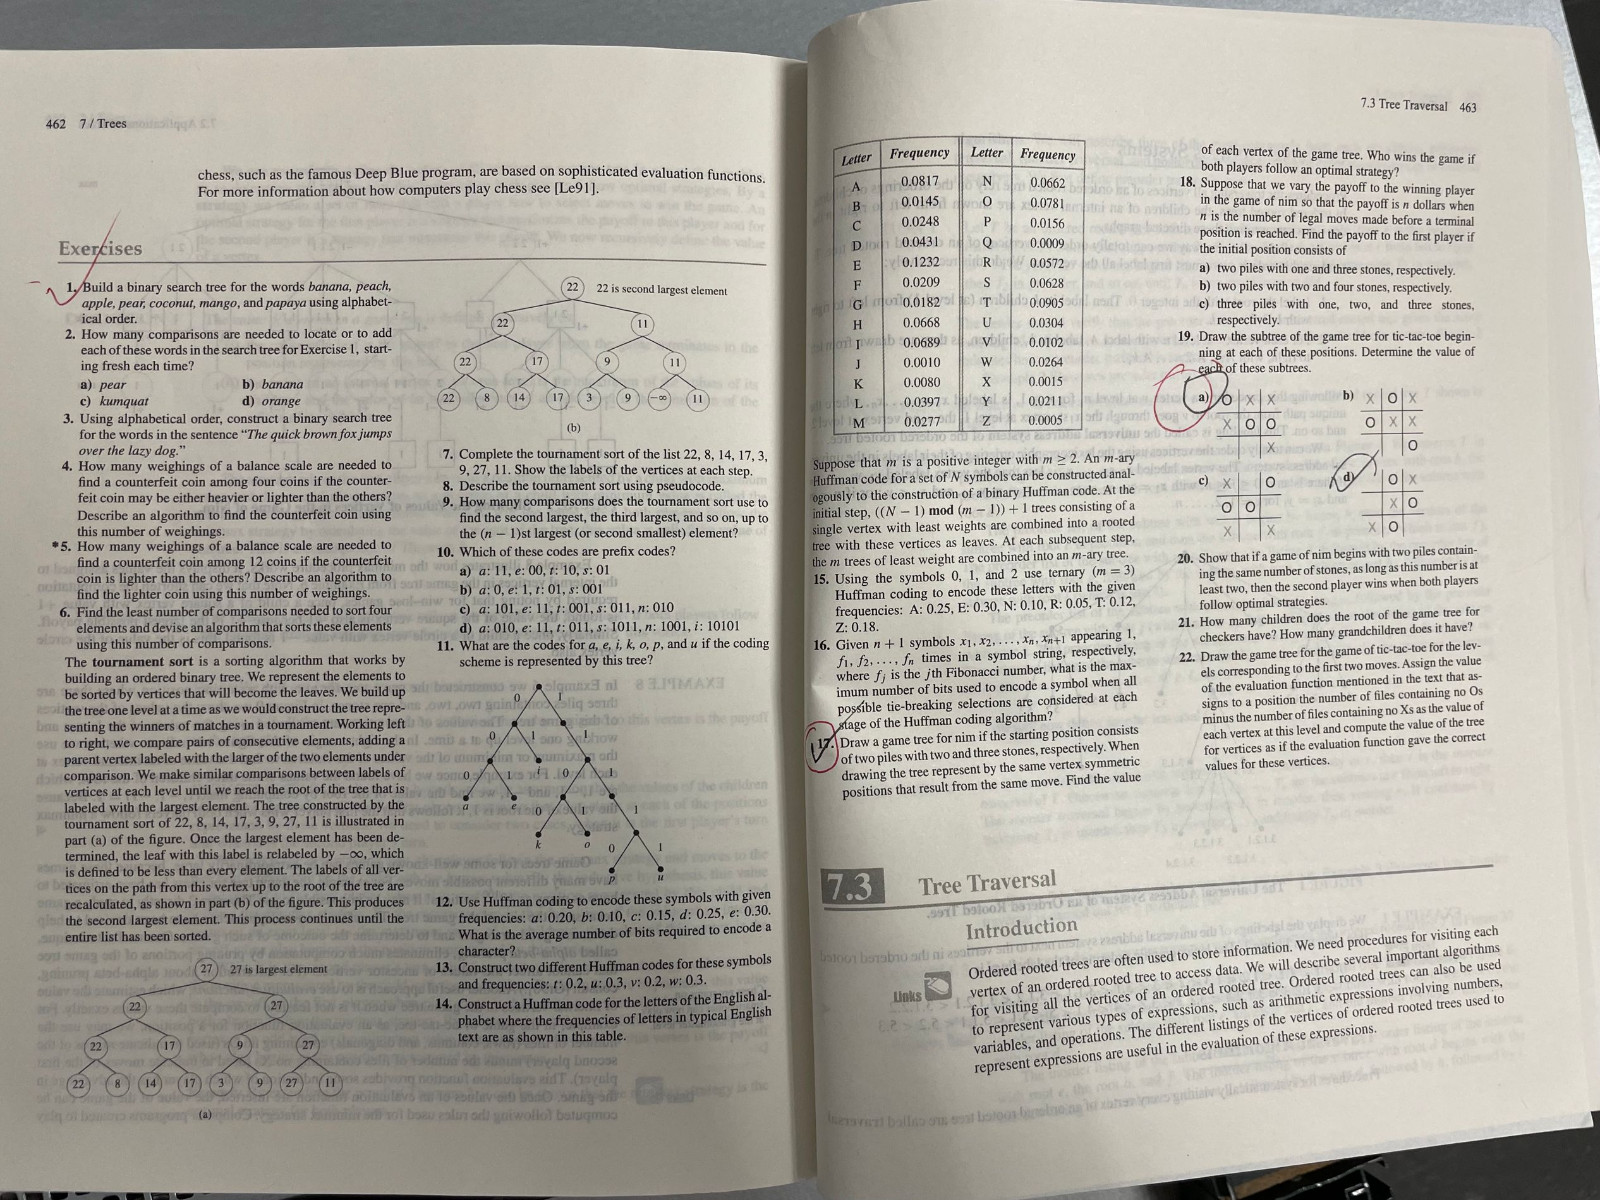 462 7 / Trees
chess, such as the famous Deep Blue program, are based on sophisticated evaluation functions.
For more information about how computers play chess see [Le91].
Exercises
1. Build a binary search tree for the words banana, peach,
apple, pear, coconut, mango, and papaya using alphabet-
ical order.
2. How many comparisons are needed to locate or to add
each of these words in the search tree for Exercise 1, start-
ing fresh each time?
a) pear b) banana
c) kumquat d) orange
3. Using alphabetical order, construct a binary search tree
for the words in the sentence "The quick brown fox jumps
over the lazy dog."
4. How many weighings of a balance scale are needed to
find a counterfeit coin among four coins if the counter-
feit coin may be either heavier or lighter than the others?
Describe an algorithm to find the counterfeit coin using
this number of weighings.
*5. How many weighings of a balance scale are needed to
find a counterfeit coin among 12 coins if the counterfeit
coin is lighter than the others? Describe an algorithm to
find the lighter coin using this number of weighings.
6. Find the least number of comparisons needed to sort four
elements and devise an algorithm that sorts these elements
using this number of comparisons.
The tournament sort is a sorting algorithm that works by
building an ordered binary tree. We represent the elements to
be sorted by vertices that will become the leaves. We build up
the tree one level at a time as we would construct the tree repre-
senting the winners of matches in a tournament. Working left
to right, we compare pairs of consecutive elements, adding a
parent vertex labeled with the larger of the two elements under
comparison. We make similar comparisons between labels of
vertices at each level until we reach the root of the tree that is
labeled with the largest element. The tree constructed by the
tournament sort of 22, 8, 14, 17, 3, 9, 27, 11 is illustrated in
part (a) of the figure. Once the largest element has been de-
termined, the leaf with this label is relabeled by −∞, which
is defined to be less than every element. The labels of all ver-
tices on the path from this vertex up to the root of the tree are
recalculated, as shown in part (b) of the figure. This produces
the second largest element. This process continues until the
entire list has been sorted.
27 27 is largest element
22 27
22 17 9 27
22 8 14 17 3 9 27 11
(a)
22 22 is second largest element
22 11
22 17 9 11
22 8 14 17 3 9 −∞ 11
(b)
7. Complete the tournament sort of the list 22, 8, 14, 17, 3,
9, 27, 11. Show the labels of the vertices at each step.
8. Describe the tournament sort using pseudocode.
9. How many comparisons does the tournament sort use to
find the second largest, the third largest, and so on, up to
the (n − 1)st largest (or second smallest) element?
10. Which of these codes are prefix codes?
a) a: 11, e: 00, t: 10, s: 01
b) a: 0, e: 1, t: 01, s: 001
c) a: 101, e: 11, t: 001, s: 011, n: 010
d) a: 010, e: 11, t: 011, s: 1011, n: 1001, i: 10101
11. What are the codes for a, e, i, k, o, p, and u if the coding
scheme is represented by this tree?
0 1
0 1 1
0 1 i 0 1
a e 0 1 1
k o 0 1
p u
12. Use Huffman coding to encode these symbols with given
frequencies: a: 0.20, b: 0.10, c: 0.15, d: 0.25, e: 0.30.
What is the average number of bits required to encode a
character?
13. Construct two different Huffman codes for these symbols
and frequencies: t: 0.2, u: 0.3, v: 0.2, w: 0.3.
14. Construct a Huffman code for the letters of the English al-
phabet where the frequencies of letters in typical English
text are as shown in this table.
7.3 Tree Traversal 463
Letter Frequency Letter Frequency
A 0.0817 N 0.0662
B 0.0145 O 0.0781
C 0.0248 P 0.0156
D 0.0431 Q 0.0009
E 0.1232 R 0.0572
F 0.0209 S 0.0628
G 0.0182 T 0.0905
H 0.0668 U 0.0304
I 0.0689 V 0.0102
J 0.0010 W 0.0264
K 0.0080 X 0.0015
L 0.0397 Y 0.0211
M 0.0277 Z 0.0005
Suppose that m is a positive integer with m ≥ 2. An m-ary
Huffman code for a set of N symbols can be constructed anal-
ogously to the construction of a binary Huffman code. At the
initial step, ((N − 1) mod (m − 1)) + 1 trees consisting of a
single vertex with least weights are combined into a rooted
tree with these vertices as leaves. At each subsequent step,
the m trees of least weight are combined into an m-ary tree.
15. Using the symbols 0, 1, and 2 use ternary (m = 3)
Huffman coding to encode these letters with the given
frequencies: A: 0.25, E: 0.30, N: 0.10, R: 0.05, T: 0.12,
Z: 0.18.
16. Given n + 1 symbols x1, x2, . . . , xn, xn+1 appearing 1,
f1, f2, . . . , fn times in a symbol string, respectively,
where fj is the jth Fibonacci number, what is the max-
imum number of bits used to encode a symbol when all
possible tie-breaking selections are considered at each
stage of the Huffman coding algorithm?
17. Draw a game tree for nim if the starting position consists
of two piles with two and three stones, respectively. When
drawing the tree represent by the same vertex symmetric
positions that result from the same move. Find the value
of each vertex of the game tree. Who wins the game if
both players follow an optimal strategy?
18. Suppose that we vary the payoff to the winning player
in the game of nim so that the payoff is n dollars when
n is the number of legal moves made before a terminal
position is reached. Find the payoff to the first player if
the initial position consists of
a) two piles with one and three stones, respectively.
b) two piles with two and four stones, respectively.
c) three piles with one, two, and three stones,
respectively.
19. Draw the subtree of the game tree for tic-tac-toe begin-
ning at each of these positions. Determine the value of
each of these subtrees.
a) O X X b) X O X
X O O O X X
X O
c) X O d) O X
O O X O
X X X O
20. Show that if a game of nim begins with two piles contain-
ing the same number of stones, as long as this number is at
least two, then the second player wins when both players
follow optimal strategies.
21. How many children does the root of the game tree for
checkers have? How many grandchildren does it have?
22. Draw the game tree for the game of tic-tac-toe for the lev-
els corresponding to the first two moves. Assign the value
of the evaluation function mentioned in the text that as-
signs to a position the number of files containing no Os
minus the number of files containing no Xs as the value of
each vertex at this level and compute the value of the tree
for vertices as if the evaluation function gave the correct
values for these vertices.
7.3 Tree Traversal
Introduction
Links
Ordered rooted trees are often used to store information. We need procedures for visiting each
vertex of an ordered rooted tree to access data. We will describe several important algorithms
for visiting all the vertices of an ordered rooted tree. Ordered rooted trees can also be used
to represent various types of expressions, such as arithmetic expressions involving numbers,
variables, and operations. The different listings of the vertices of ordered rooted trees used to
represent expressions are useful in the evaluation of these expressions.